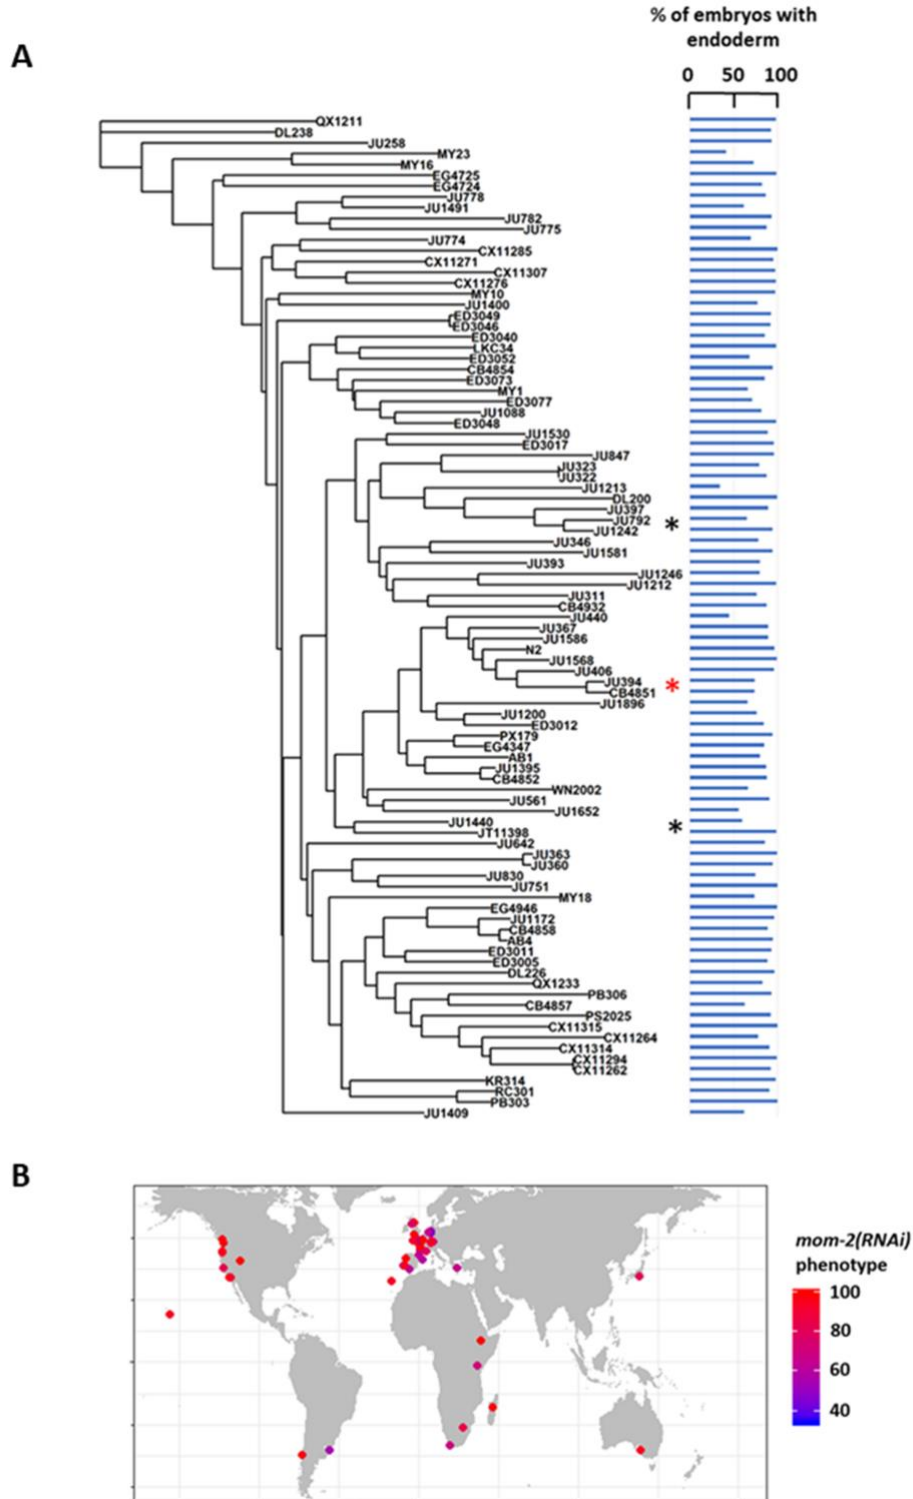 % of embryos with
endoderm
A
0 50 100
QX1211
DL238
JU258
MY23
MY16
EG4725
EG4724
JU778
JU1491
JU782
JU775
JU774
CX11285
CX11271
CX11307
CX11276
MY10
JU1400
ED3049
ED3046
ED3040
LKC34
ED3052
CB4854
ED3073
MY1
ED3077
JU1088
ED3048
JU1530
ED3017
JU847
JU323
JU322
JU1213
DL200
JU397
JU792 *
JU1242
JU346
JU1581
JU393
JU1246
JU1212
JU311
CB4932
JU440
JU367
JU1586
N2
JU1568
JU406
JU394 *
CB4851
JU1896
JU1200
ED3012
PX179
EG4347
AB1
JU1395
CB4852
WN2002
JU561
JU1652
JU1440 *
JT11398
JU642
JU363
JU360
JU830
JU751
MY18
EG4946
JU1172
CB4858
AB4
ED3011
ED3005
DL226
QX1233
PB306
CB4857
PS2025
CX11315
CX11264
CX11314
CX11294
CX11262
KR314
RC301
PB303
JU1409
B
mom-2(RNAi)
phenotype
100
80
60
40